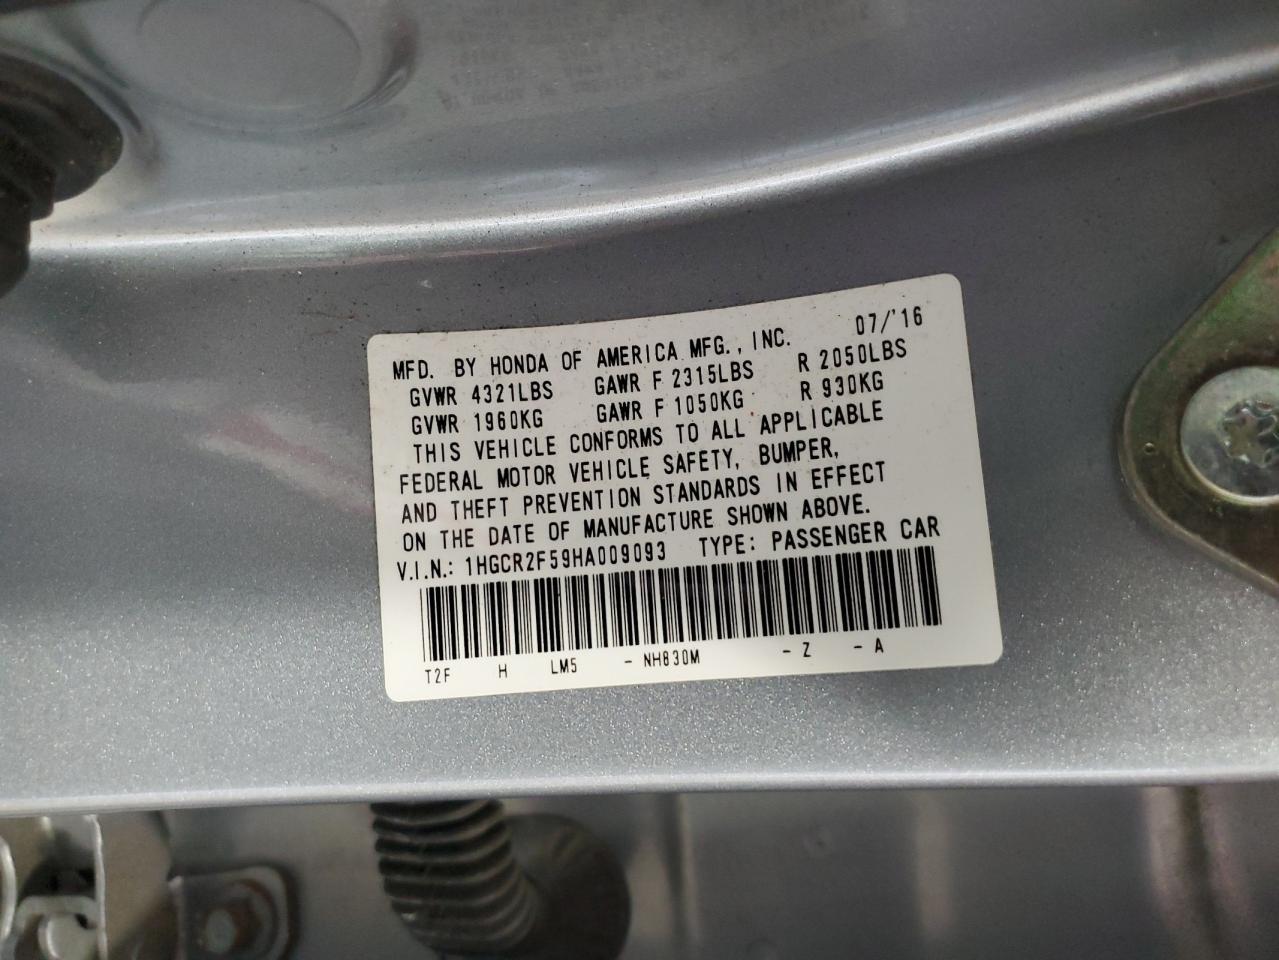 07/'16
MFD. BY HONDA OF AMERICA MFG., INC.
GVWR 4321LBS GAWR F 2315LBS R 2050LBS
GVWR 1960KG GAWR F 1050KG R 930KG
THIS VEHICLE CONFORMS TO ALL APPLICABLE
FEDERAL MOTOR VEHICLE SAFETY, BUMPER,
AND THEFT PREVENTION STANDARDS IN EFFECT
ON THE DATE OF MANUFACTURE SHOWN ABOVE.
V.I.N.: 1HGCR2F59HA009093 TYPE: PASSENGER CAR
T2F H LM5 - NH830M - Z - A